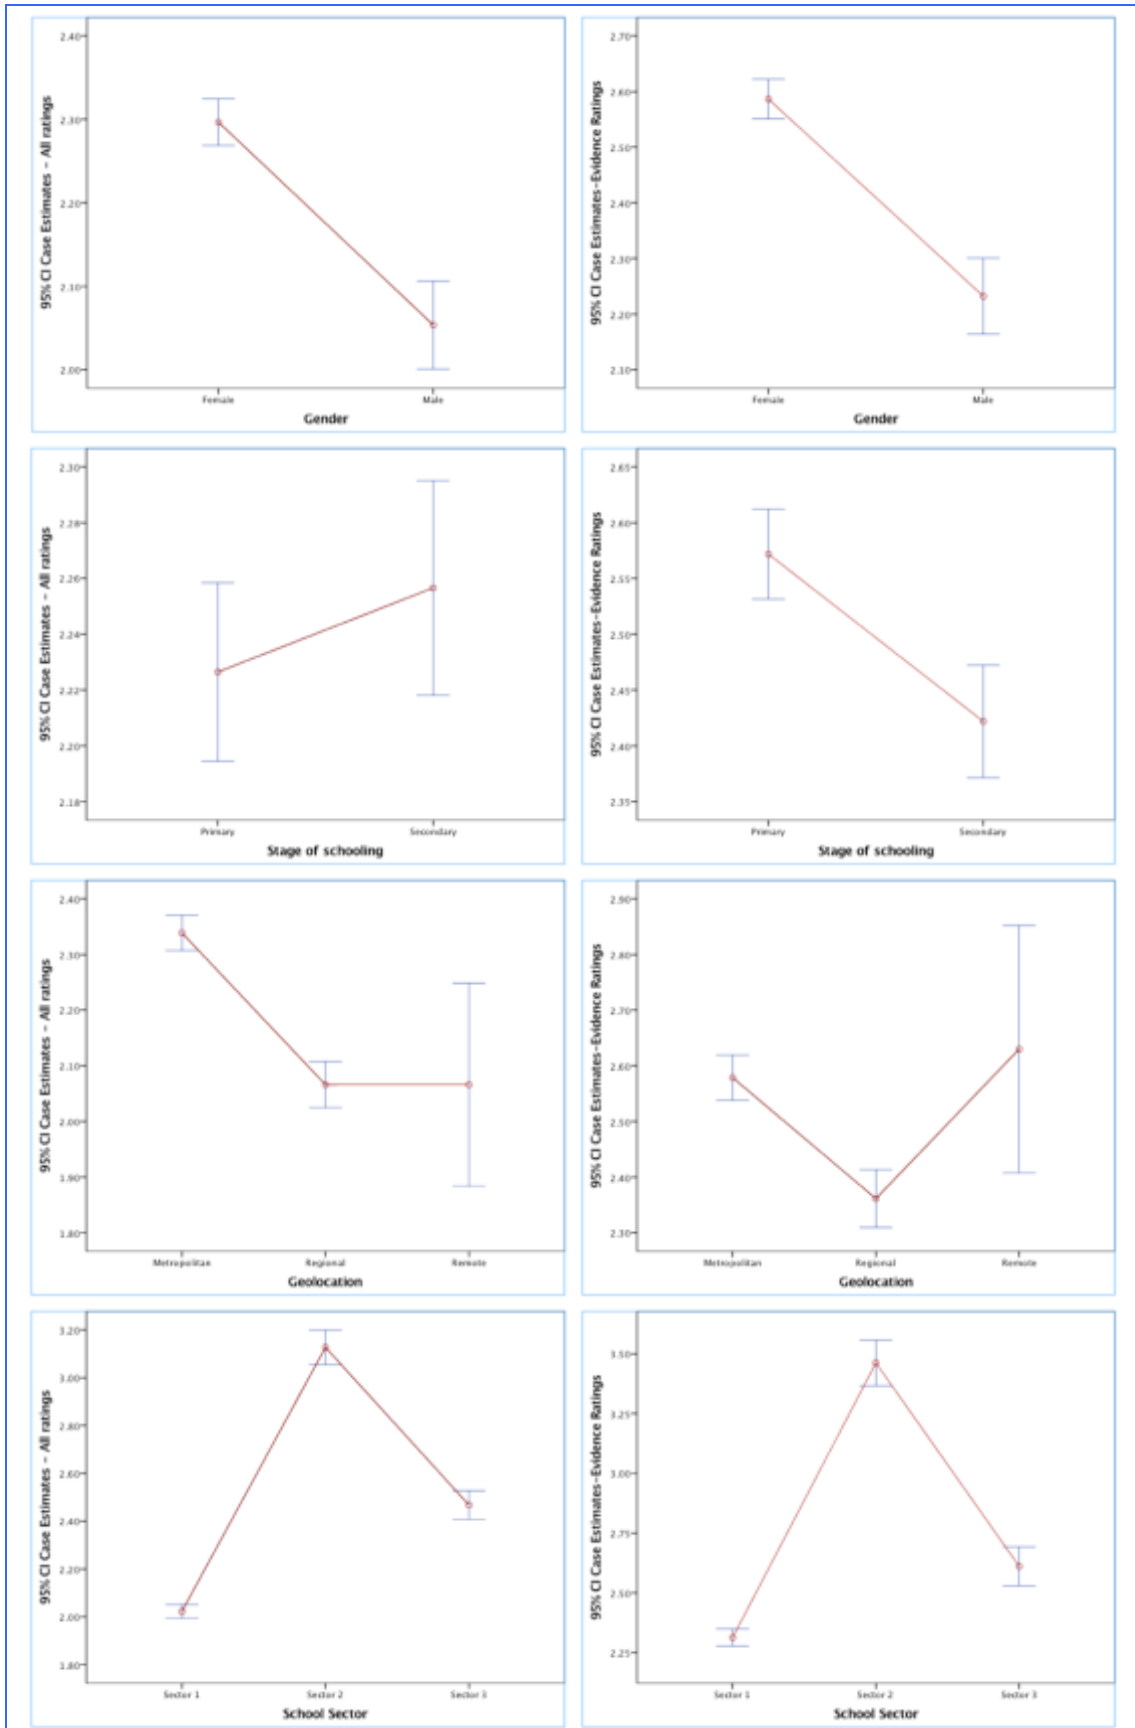 95% CI Case Estimates - All ratings
2.40
2.30
2.20
2.10
2.00
Female
Male
Gender
95% CI Case Estimates-Evidence Ratings
2.70
2.60
2.50
2.40
2.30
2.20
2.10
Female
Male
Gender
95% CI Case Estimates - All ratings
2.30
2.28
2.26
2.24
2.22
2.20
2.18
Primary
Secondary
Stage of schooling
95% CI Case Estimates-Evidence Ratings
2.65
2.60
2.55
2.50
2.45
2.40
2.35
Primary
Secondary
Stage of schooling
95% CI Case Estimates - All ratings
2.40
2.30
2.20
2.10
2.00
1.90
1.80
Metropolitan
Regional
Remote
Geolocation
95% CI Case Estimates-Evidence Ratings
2.90
2.80
2.70
2.60
2.50
2.40
2.30
Metropolitan
Regional
Remote
Geolocation
95% CI Case Estimates - All ratings
3.20
3.00
2.80
2.60
2.40
2.20
2.00
1.80
Sector 1
Sector 2
Sector 3
School Sector
95% CI Case Estimates-Evidence Ratings
3.50
3.25
3.00
2.75
2.50
2.25
Sector 1
Sector 2
Sector 3
School Sector